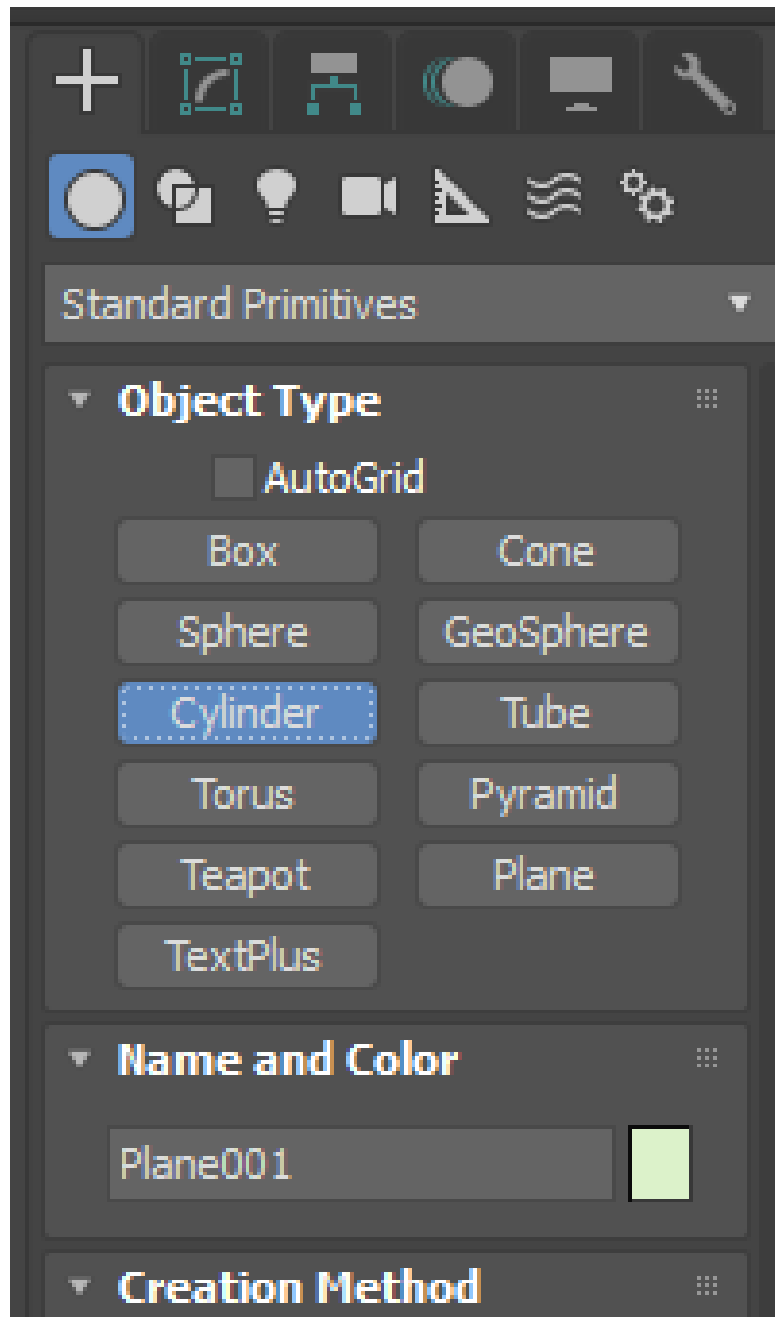 Standard Primitives
Object Type
AutoGrid
Box Cone
Sphere GeoSphere
Cylinder Tube
Torus Pyramid
Teapot Plane
TextPlus
Name and Color
Plane001
Creation Method